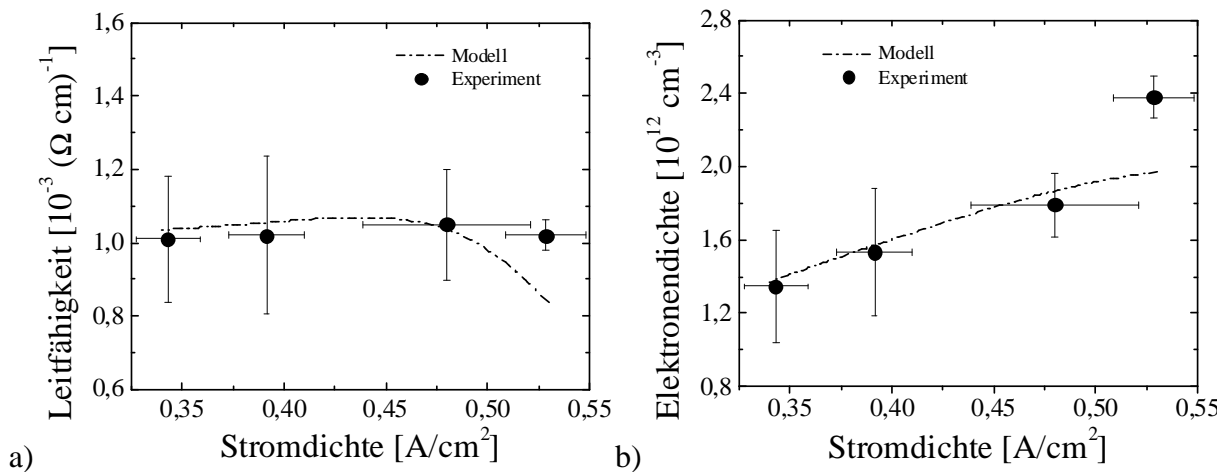 1,6
1,4
1,2
1,0
0,8
0,6
Leitfähigkeit [10⁻³ (Ω cm)⁻¹
Modell
Experiment
0,35 0,40 0,45 0,50 0,55
Stromdichte [A/cm²]
a)
2,8
2,4
2,0
1,6
1,2
0,8
Elektronendichte [10¹² cm⁻³]
Modell
Experiment
0,35 0,40 0,45 0,50 0,55
Stromdichte [A/cm²]
b)